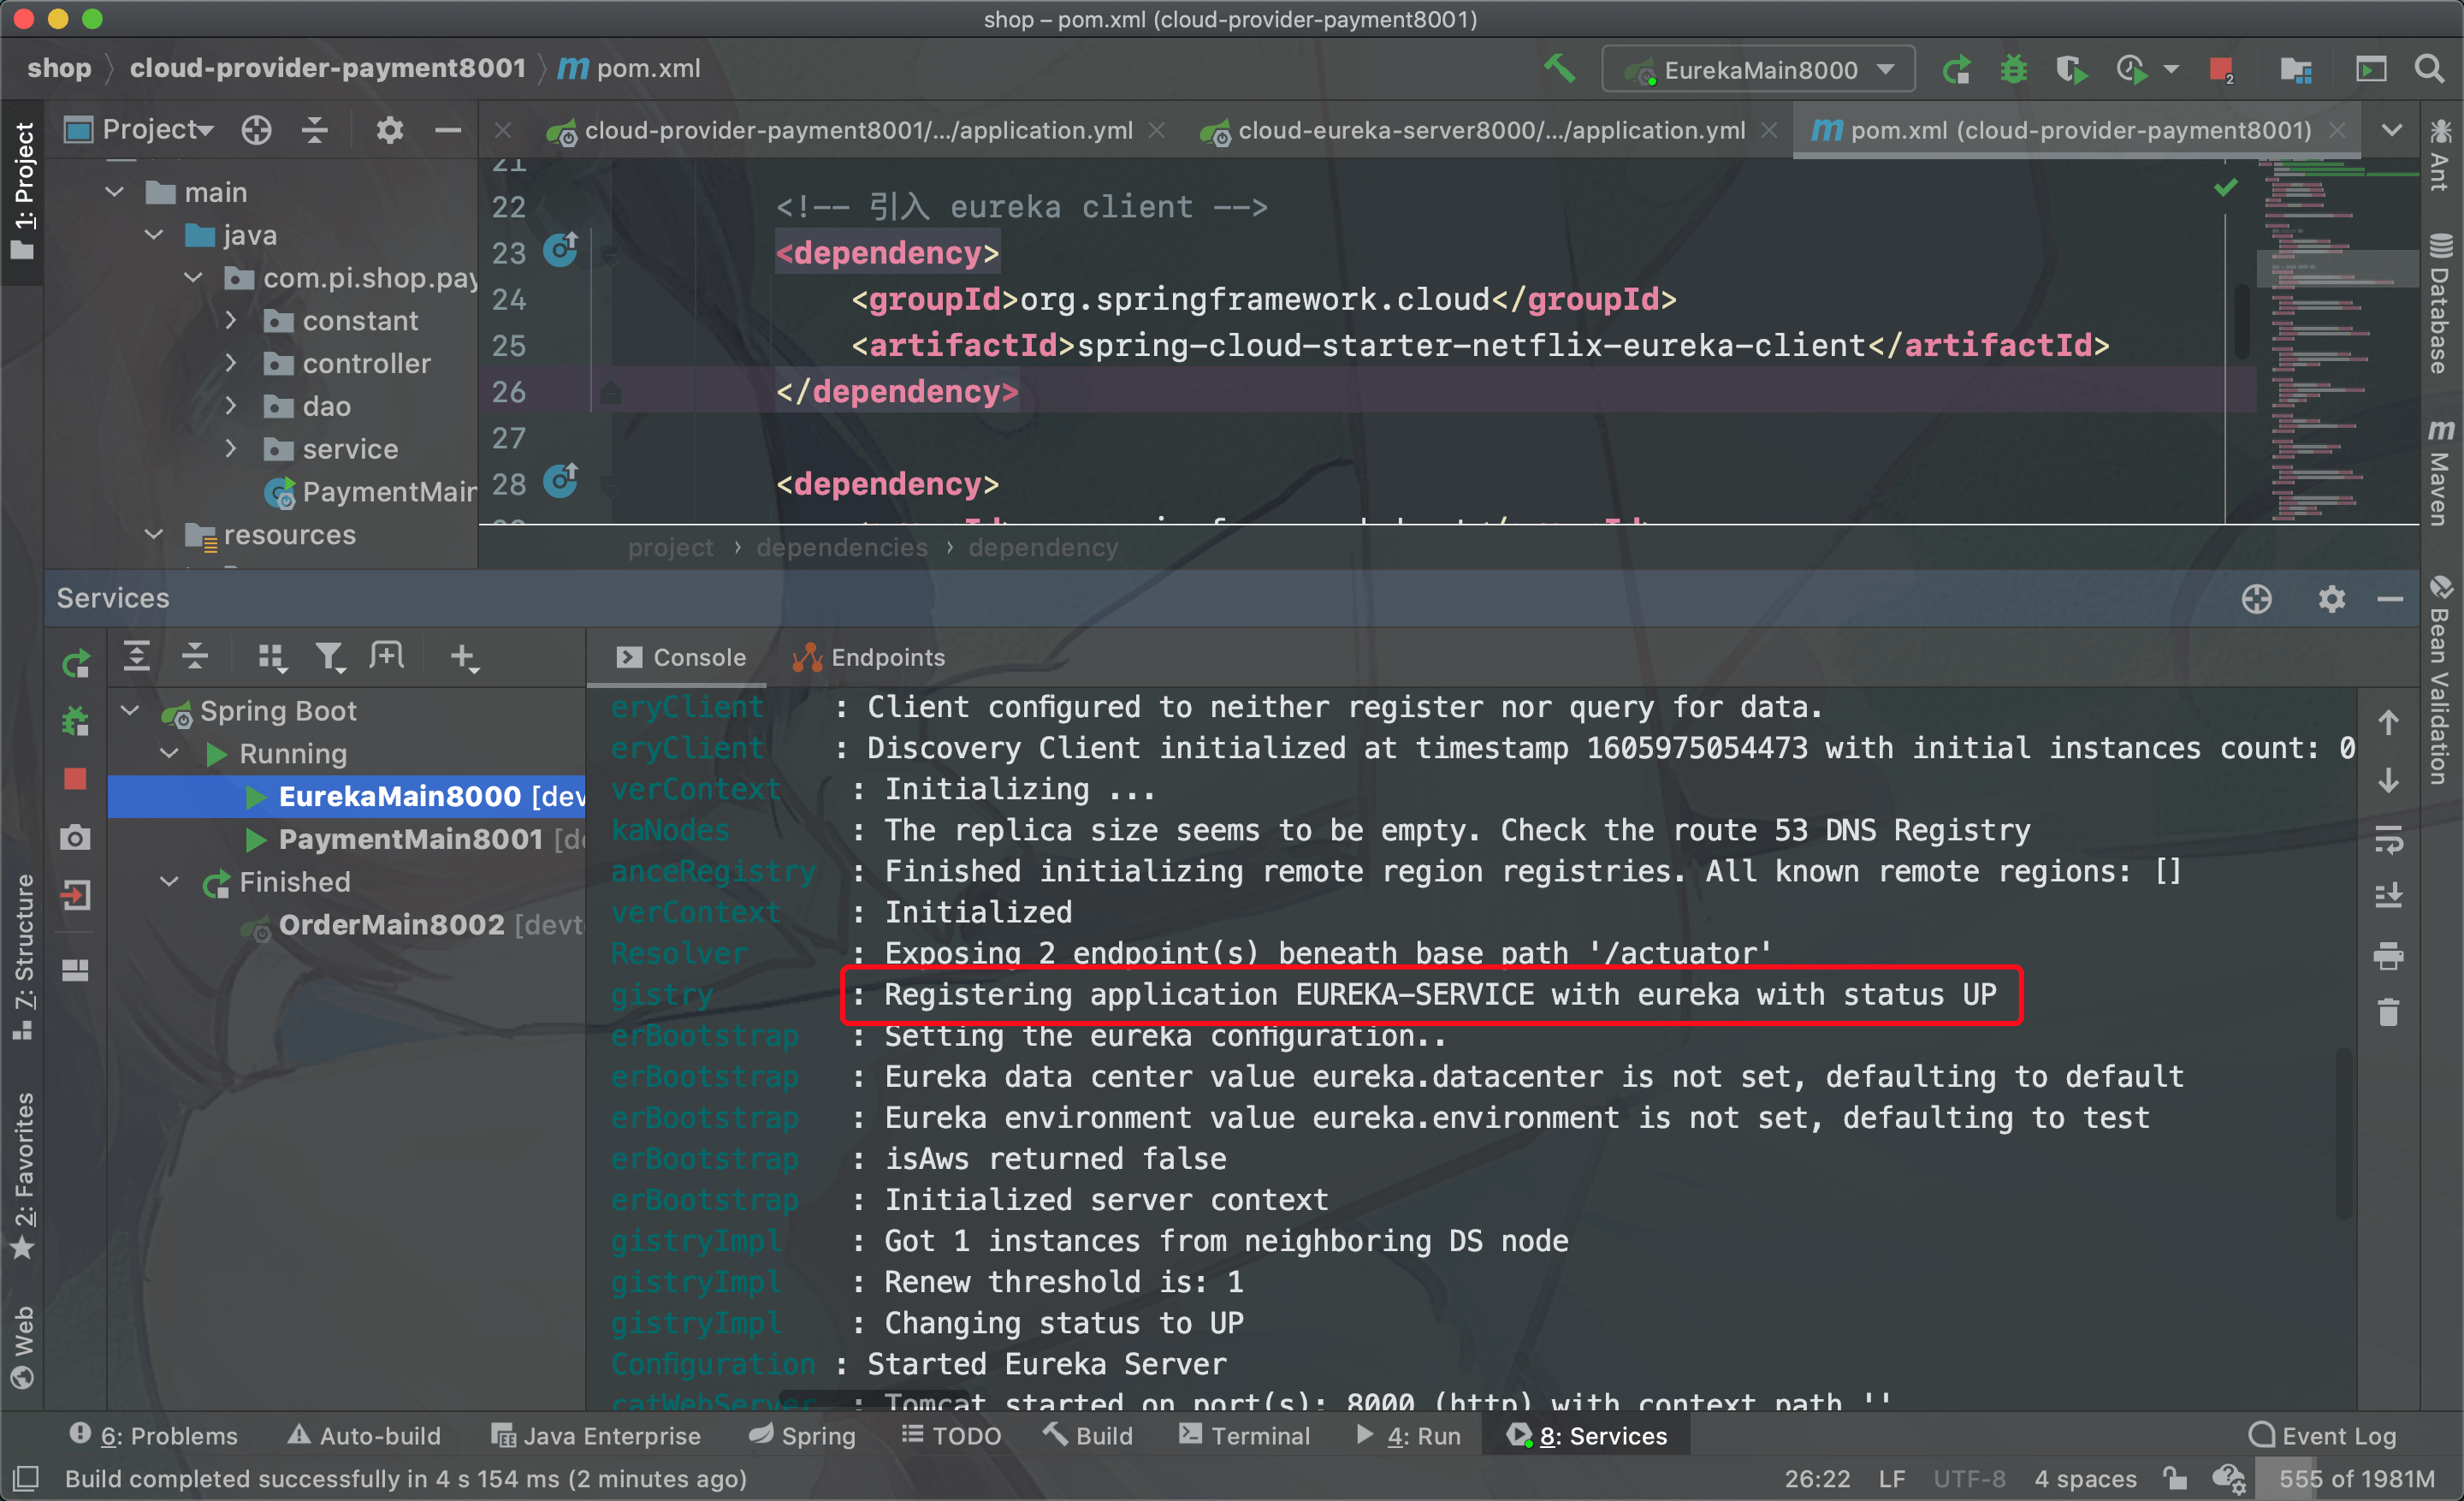 shop – pom.xml (cloud-provider-payment8001)
shop cloud-provider-payment8001 pom.xml
EurekaMain8000
2
1: Project
Project
cloud-provider-payment8001/.../application.yml
cloud-eureka-server8000/.../application.yml
pom.xml (cloud-provider-payment8001)
main
java
com.pi.shop.pay
constant
controller
dao
service
PaymentMain
resources
21
22 <!-- 引入 eureka client -->
23 <dependency>
24 <groupId>org.springframework.cloud</groupId>
25 <artifactId>spring-cloud-starter-netflix-eureka-client</artifactId>
26 </dependency>
27
28 <dependency>
project › dependencies › dependency
Ant
Database
Maven
Bean Validation
Services
Console
Endpoints
Spring Boot
Running
EurekaMain8000 [dev
PaymentMain8001 [de
Finished
OrderMain8002 [devt
eryClient : Client configured to neither register nor query for data.
eryClient : Discovery Client initialized at timestamp 1605975054473 with initial instances count: 0
verContext : Initializing ...
kaNodes : The replica size seems to be empty. Check the route 53 DNS Registry
anceRegistry : Finished initializing remote region registries. All known remote regions: []
verContext : Initialized
Resolver : Exposing 2 endpoint(s) beneath base path '/actuator'
gistry : Registering application EUREKA-SERVICE with eureka with status UP
erBootstrap : Setting the eureka configuration..
erBootstrap : Eureka data center value eureka.datacenter is not set, defaulting to default
erBootstrap : Eureka environment value eureka.environment is not set, defaulting to test
erBootstrap : isAws returned false
erBootstrap : Initialized server context
gistryImpl : Got 1 instances from neighboring DS node
gistryImpl : Renew threshold is: 1
gistryImpl : Changing status to UP
Configuration : Started Eureka Server
catWebServer : Tomcat started on port(s): 8000 (http) with context path ''
7: Structure
2: Favorites
Web
6: Problems
Auto-build
Java Enterprise
Spring
TODO
Build
Terminal
4: Run
8: Services
Event Log
Build completed successfully in 4 s 154 ms (2 minutes ago)
26:22 LF UTF-8 4 spaces 555 of 1981M